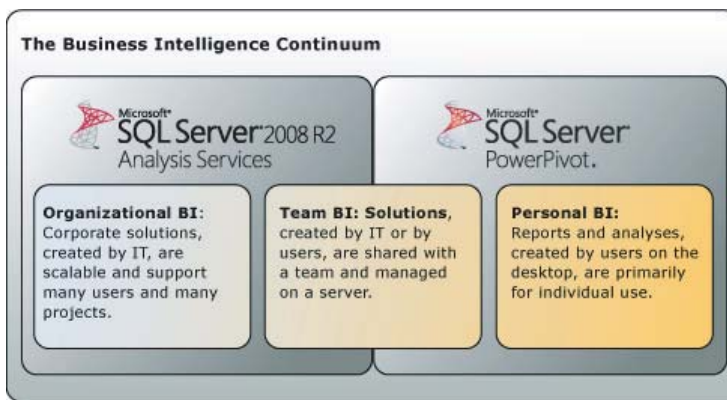 The Business Intelligence Continuum
Microsoft®
SQL Server® 2008 R2
Analysis Services
Microsoft®
SQL Server®
PowerPivot.
Organizational BI:
Corporate solutions,
created by IT, are
scalable and support
many users and many
projects.
Team BI: Solutions,
created by IT or by
users, are shared with
a team and managed
on a server.
Personal BI:
Reports and analyses,
created by users on the
desktop, are primarily
for individual use.